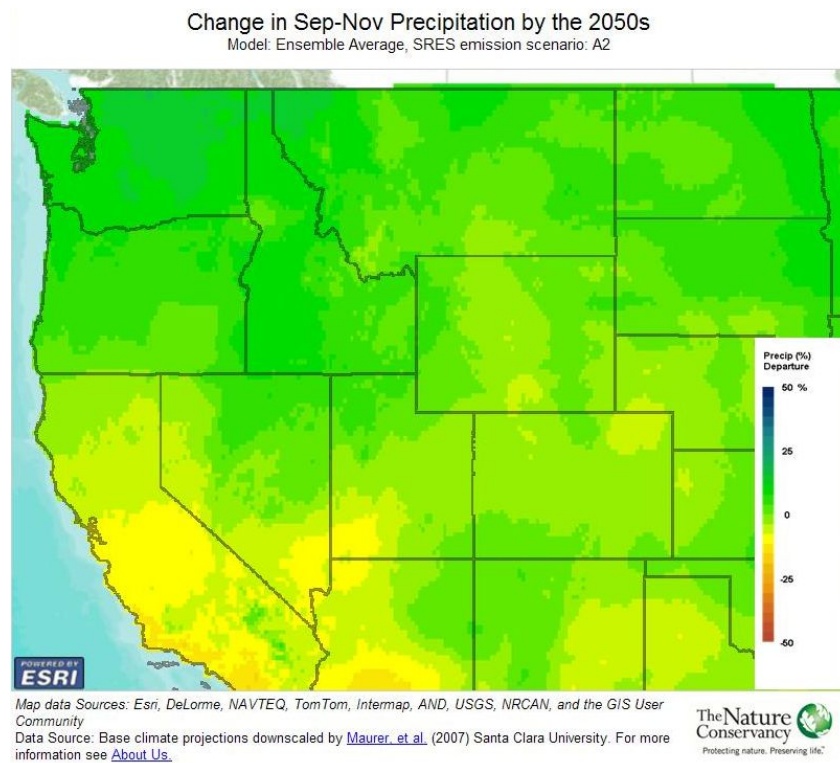 Change in Sep-Nov Precipitation by the 2050s
Model: Ensemble Average, SRES emission scenario: A2
Precip (%)
Departure
50 %
25
0
-25
-50
POWERED BY
ESRI
Map data Sources: Esri, DeLorme, NAVTEQ, TomTom, Intermap, AND, USGS, NRCAN, and the GIS User
Community
Data Source: Base climate projections downscaled by Maurer, et al. (2007) Santa Clara University. For more
information see About Us.
The Nature
Conservancy
Protecting nature. Preserving life.™